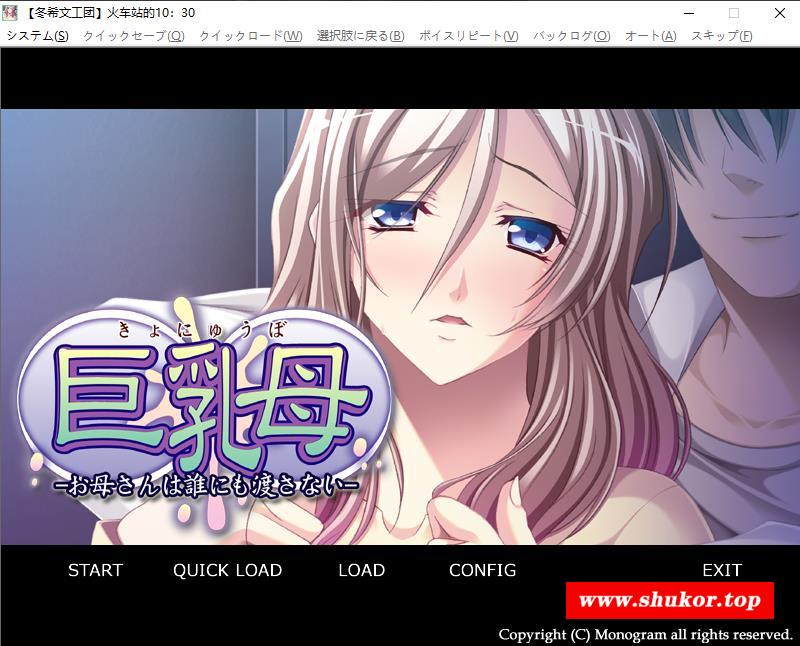 【冬希文工团】火车站的10：30
システム(S) クイックセーブ(Q) クイックロード(W) 選択肢に戻る(B) ボイスリピート(V) バックログ(O) オート(A) スキップ(F)
きょにゅうぼ
巨乳母
－お母さんは誰にも渡さない－
START QUICK LOAD LOAD CONFIG EXIT
www.shukor.top
Copyright (C) Monogram all rights reserved.